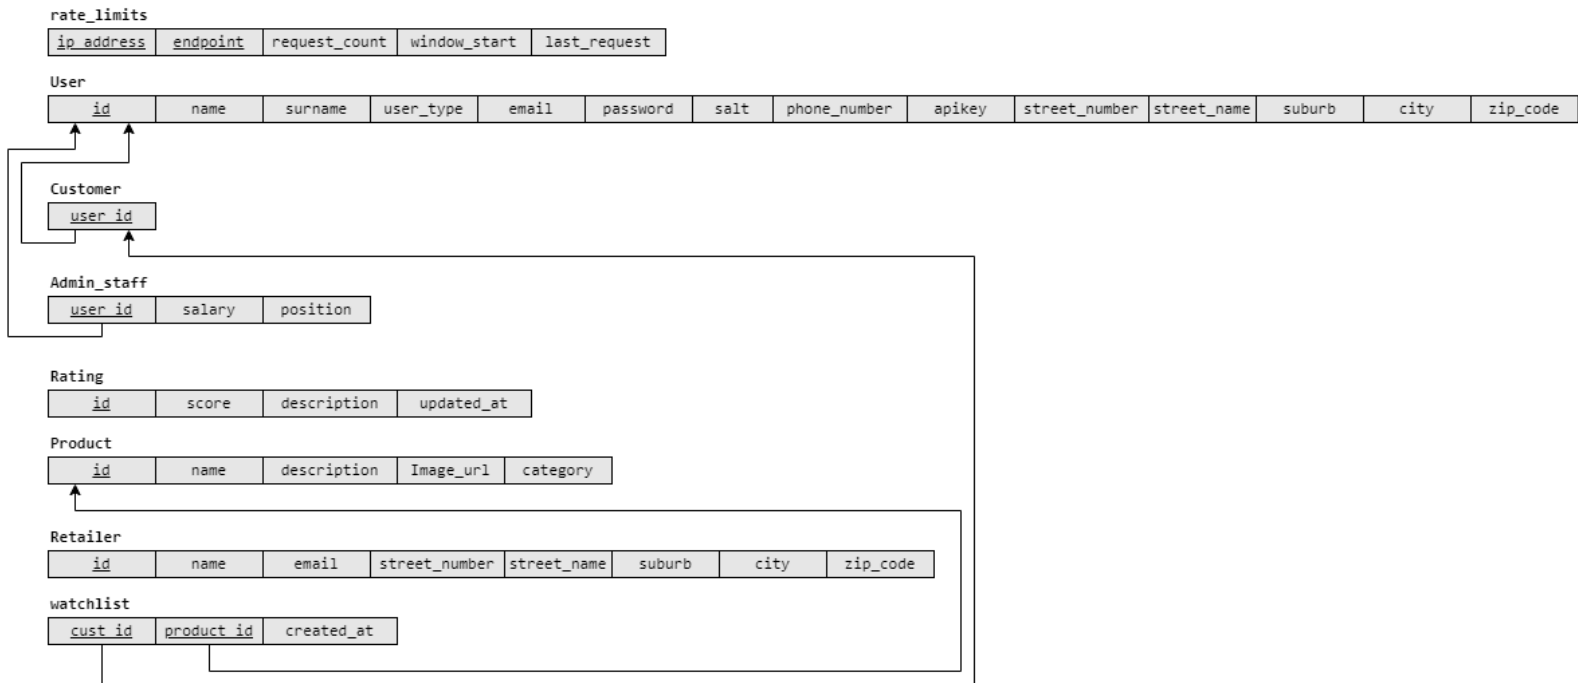 rate_limits
ip_address endpoint request_count window_start last_request
User
id name surname user_type email password salt phone_number apikey street_number street_name suburb city zip_code
Customer
user_id
Admin_staff
user_id salary position
Rating
id score description updated_at
Product
id name description Image_url category
Retailer
id name email street_number street_name suburb city zip_code
watchlist
cust_id product_id created_at